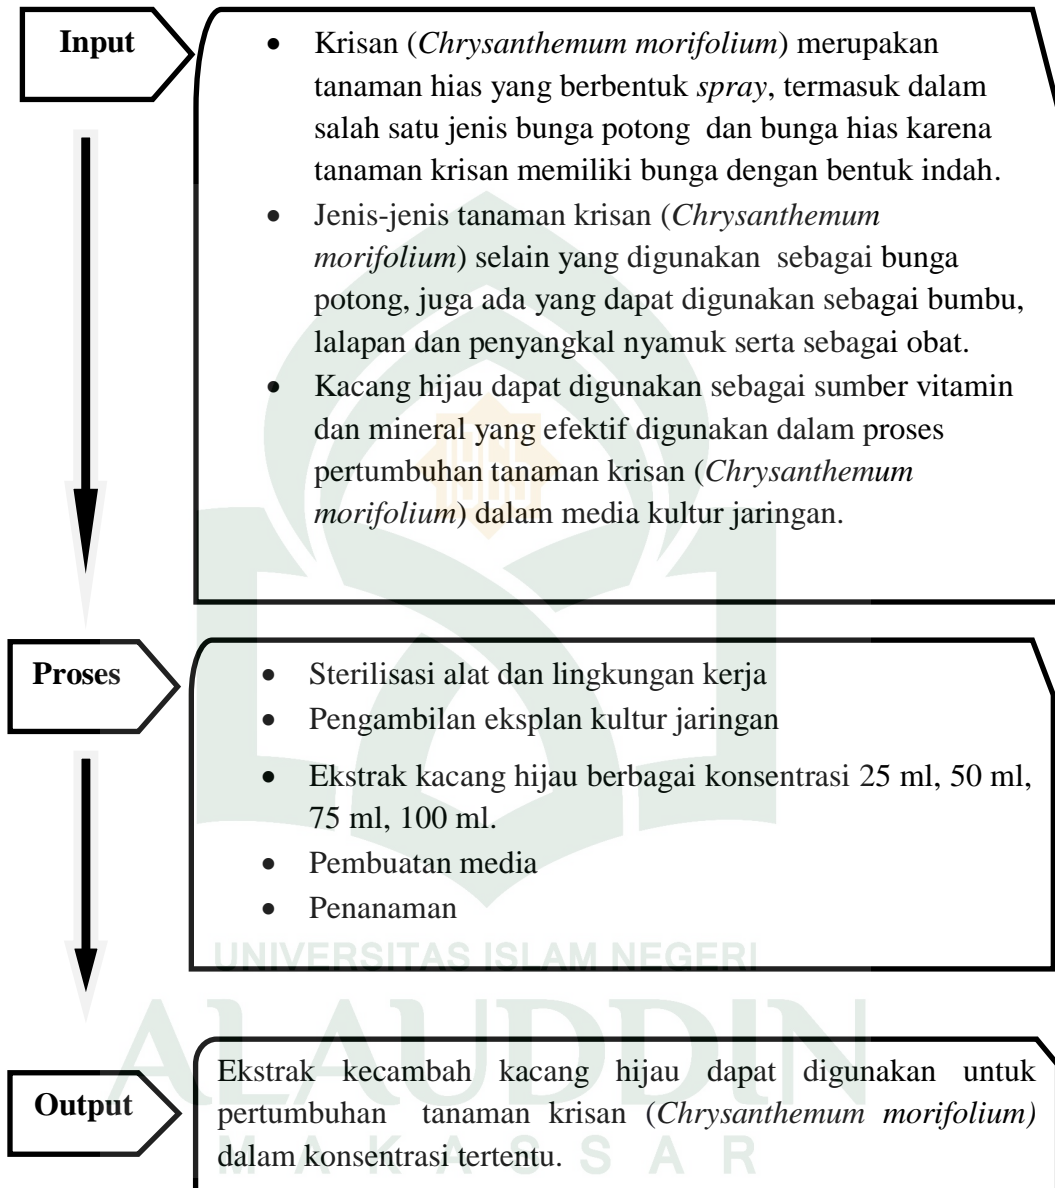 Input
• Krisan (Chrysanthemum morifolium) merupakan
tanaman hias yang berbentuk spray, termasuk dalam
salah satu jenis bunga potong dan bunga hias karena
tanaman krisan memiliki bunga dengan bentuk indah.
• Jenis-jenis tanaman krisan (Chrysanthemum
morifolium) selain yang digunakan sebagai bunga
potong, juga ada yang dapat digunakan sebagai bumbu,
lalapan dan penyangkal nyamuk serta sebagai obat.
• Kacang hijau dapat digunakan sebagai sumber vitamin
dan mineral yang efektif digunakan dalam proses
pertumbuhan tanaman krisan (Chrysanthemum
morifolium) dalam media kultur jaringan.
Proses
• Sterilisasi alat dan lingkungan kerja
• Pengambilan eksplan kultur jaringan
• Ekstrak kacang hijau berbagai konsentrasi 25 ml, 50 ml,
75 ml, 100 ml.
• Pembuatan media
• Penanaman
UNIVERSITAS ISLAM NEGERI
ALAUDDIN
MAKASSAR
Output
Ekstrak kecambah kacang hijau dapat digunakan untuk
pertumbuhan tanaman krisan (Chrysanthemum morifolium)
dalam konsentrasi tertentu.